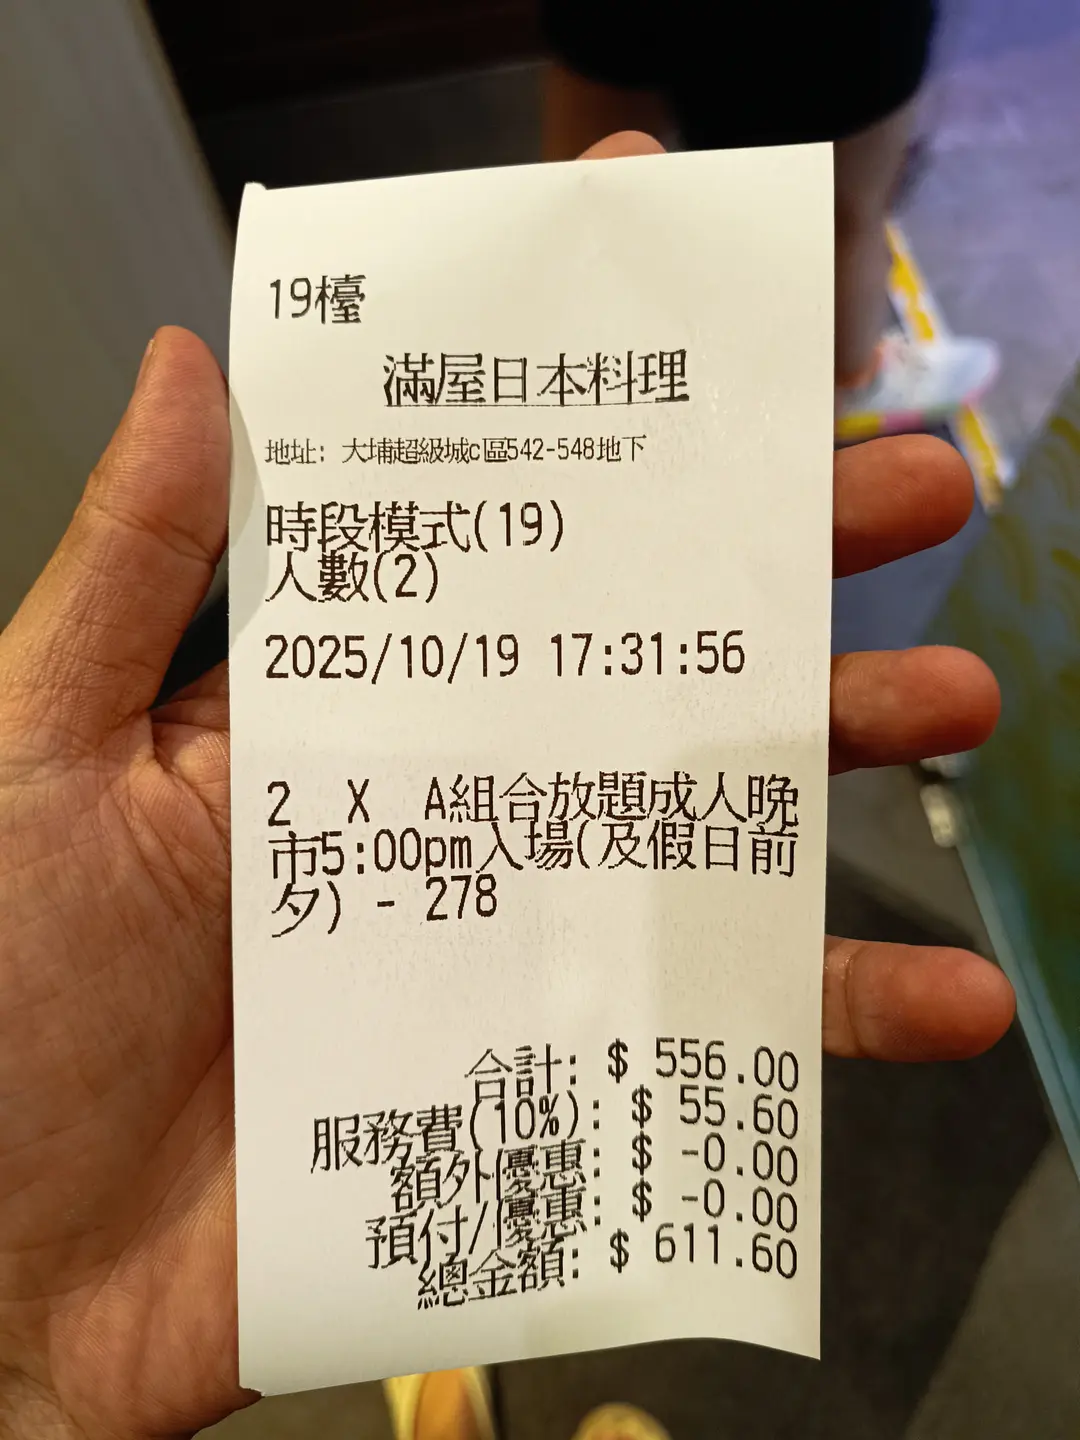 19檯
滿屋日本料理
地址: 大埔超級城c區542-548地下
時段模式(19)
人數(2)
2025/10/19 17:31:56
2 X A組合放題成人晚
市5:00pm入場(及假日前
夕) - 278
合計: $ 556.00
服務費(10%): $ 55.60
額外優惠: $ -0.00
預付/優惠: $ -0.00
總金額: $ 611.60